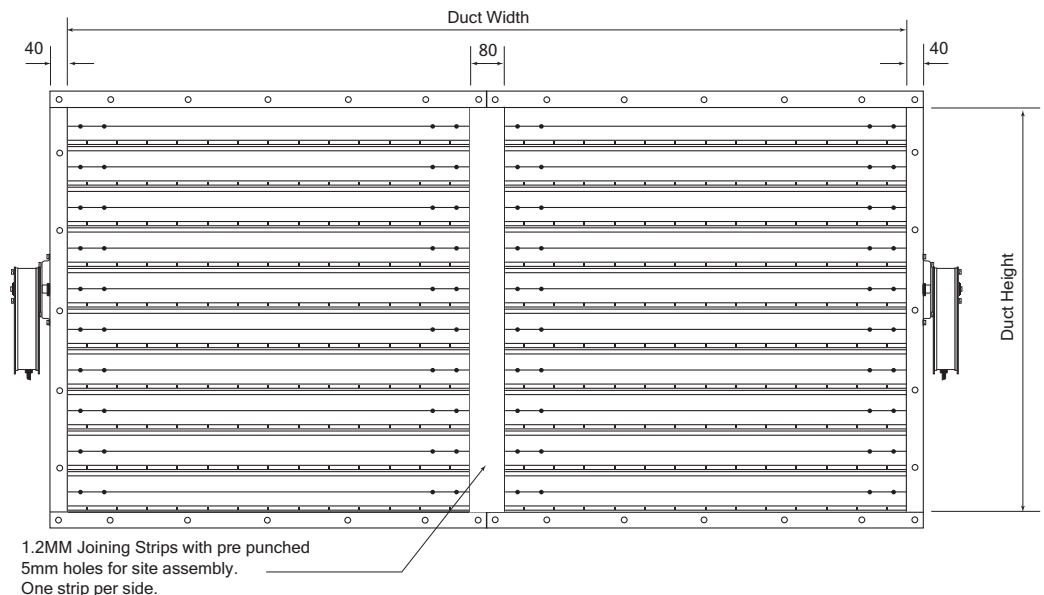 Duct Width
40
80
40
Duct Height
1.2MM Joining Strips with pre punched
5mm holes for site assembly.
One strip per side.